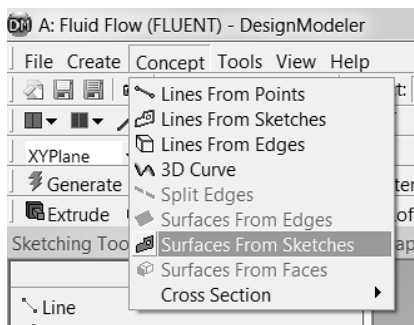 DM A: Fluid Flow (FLUENT) - DesignModeler
File Create Concept Tools View Help
Lines From Points
Lines From Sketches
Lines From Edges
XYPlane
3D Curve
Generate
Split Edges
Surfaces From Edges
Extrude
Surfaces From Sketches
Sketching Too
Surfaces From Faces
Cross Section
Line